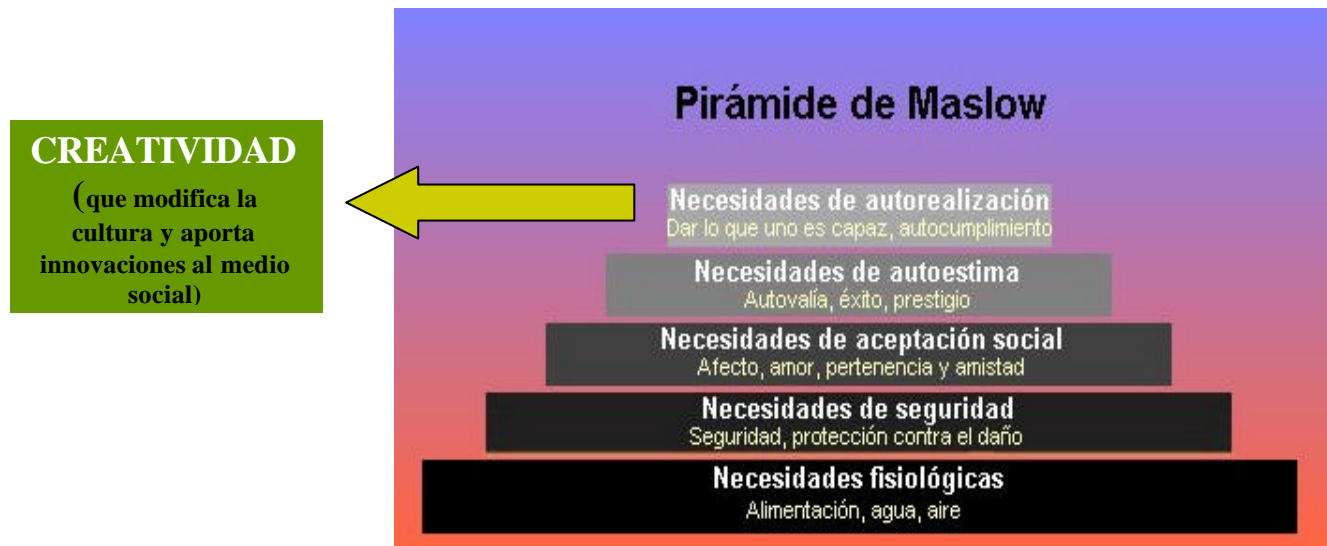 Pirámide de Maslow
CREATIVIDAD
(que modifica la
cultura y aporta
innovaciones al medio
social)
Necesidades de autorealización
Dar lo que uno es capaz, autocumplimiento
Necesidades de autoestima
Autovalía, éxito, prestigio
Necesidades de aceptación social
Afecto, amor, pertenencia y amistad
Necesidades de seguridad
Seguridad, protección contra el daño
Necesidades fisiológicas
Alimentación, agua, aire